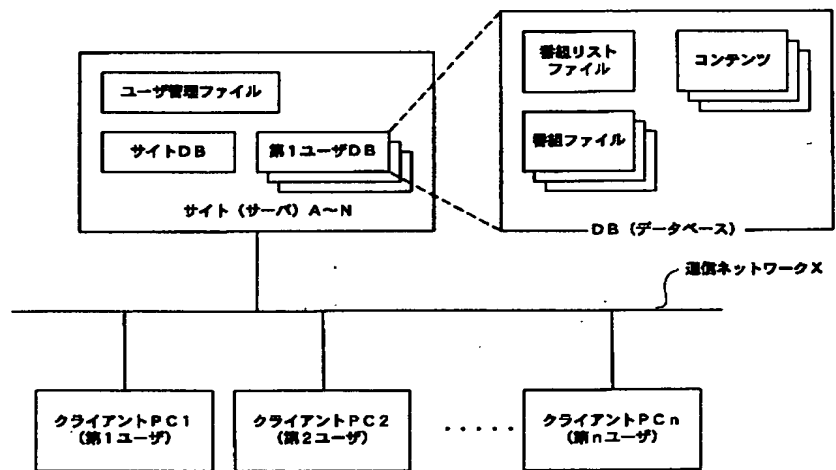 ユーザ管理ファイル
サイトDB
第1ユーザDB
サイト(サーバ)A~N
番組リスト
ファイル
コンテンツ
番組ファイル
DB(データベース)
通信ネットワークX
クライアントPC1
(第1ユーザ)
クライアントPC2
(第2ユーザ)
・・・・・
クライアントPCn
(第nユーザ)